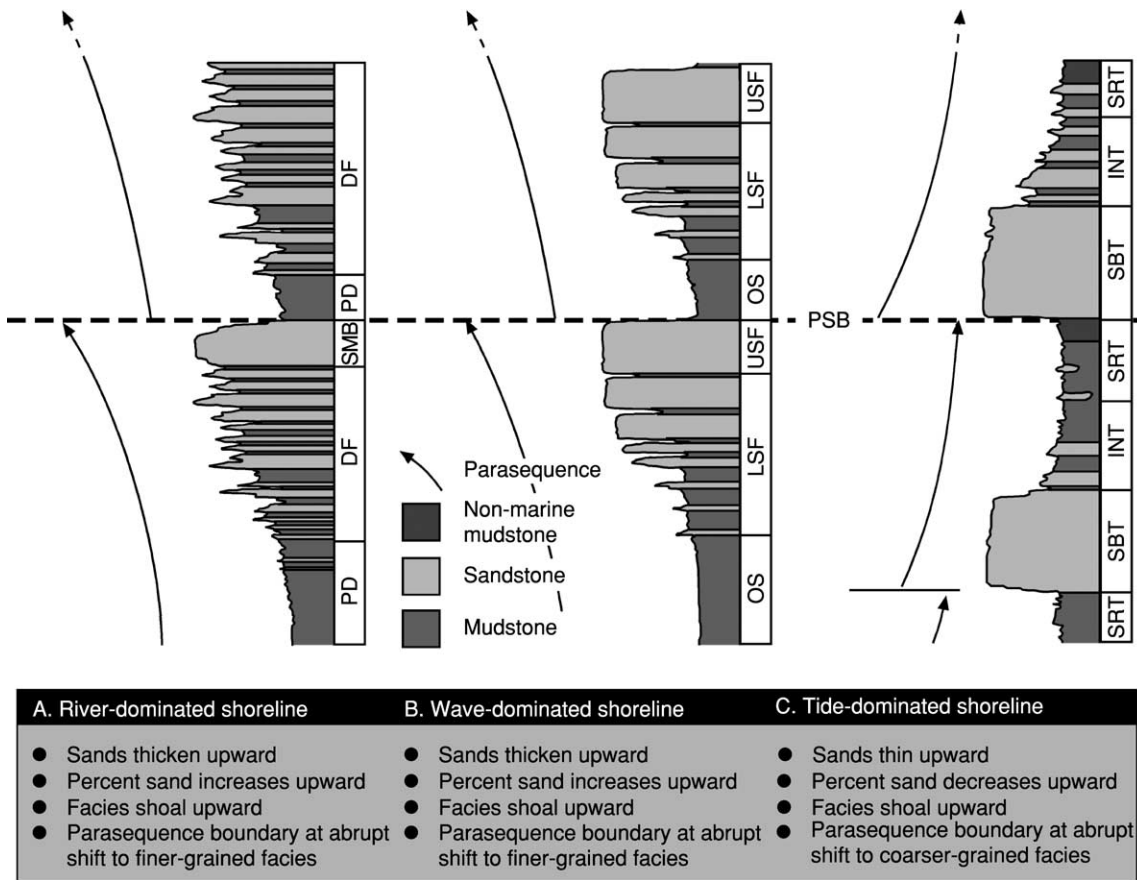 DF
PD
SMB
DF
PD
USF
LSF
OS
USF
LSF
OS
PSB
SRT
INT
SBT
SRT
INT
SBT
SRT
Parasequence
Non-marine
mudstone
Sandstone
Mudstone
A. River-dominated shoreline
● Sands thicken upward
● Percent sand increases upward
● Facies shoal upward
● Parasequence boundary at abrupt
shift to finer-grained facies
B. Wave-dominated shoreline
● Sands thicken upward
● Percent sand increases upward
● Facies shoal upward
● Parasequence boundary at abrupt
shift to finer-grained facies
C. Tide-dominated shoreline
● Sands thin upward
● Percent sand decreases upward
● Facies shoal upward
● Parasequence boundary at abrupt
shift to coarser-grained facies